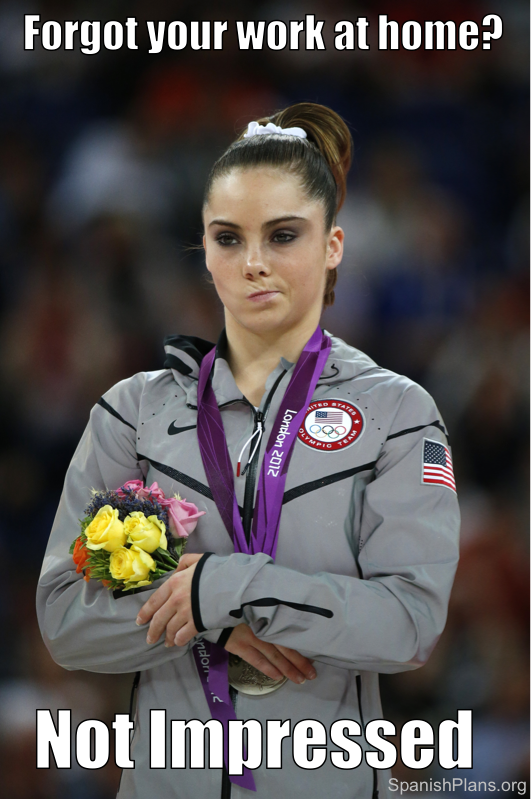 Forgot your work at home?
London 2012
UNITED STATES
OLYMPIC TEAM
Not Impressed
SpanishPlans.org